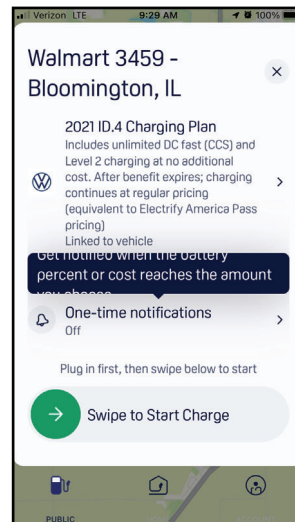 Verizon LTE 9:29 AM 100%
Walmart 3459 -
Bloomington, IL
2021 ID.4 Charging Plan
Includes unlimited DC fast (CCS) and
Level 2 charging at no additional
cost. After benefit expires; charging
continues at regular pricing
(equivalent to Electrify America Pass
pricing)
Linked to vehicle
Get notified when the battery
percent or cost reaches the amount
you choose
One-time notifications
Off
Plug in first, then swipe below to start
Swipe to Start Charge
PUBLIC